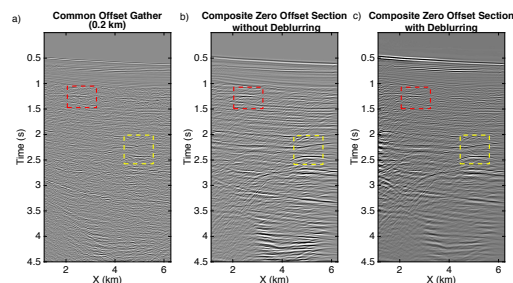 a)
Common Offset Gather
(0.2 km)
Time (s)
0.5
1
1.5
2
2.5
3
3.5
4
4.5
2
4
6
X (km)
b)
Composite Zero Offset Section
without Deblurring
Time (s)
0.5
1
1.5
2
2.5
3
3.5
4
4.5
2
4
6
X (km)
c)
Composite Zero Offset Section
with Deblurring
Time (s)
0.5
1
1.5
2
2.5
3
3.5
4
4.5
2
4
6
X (km)